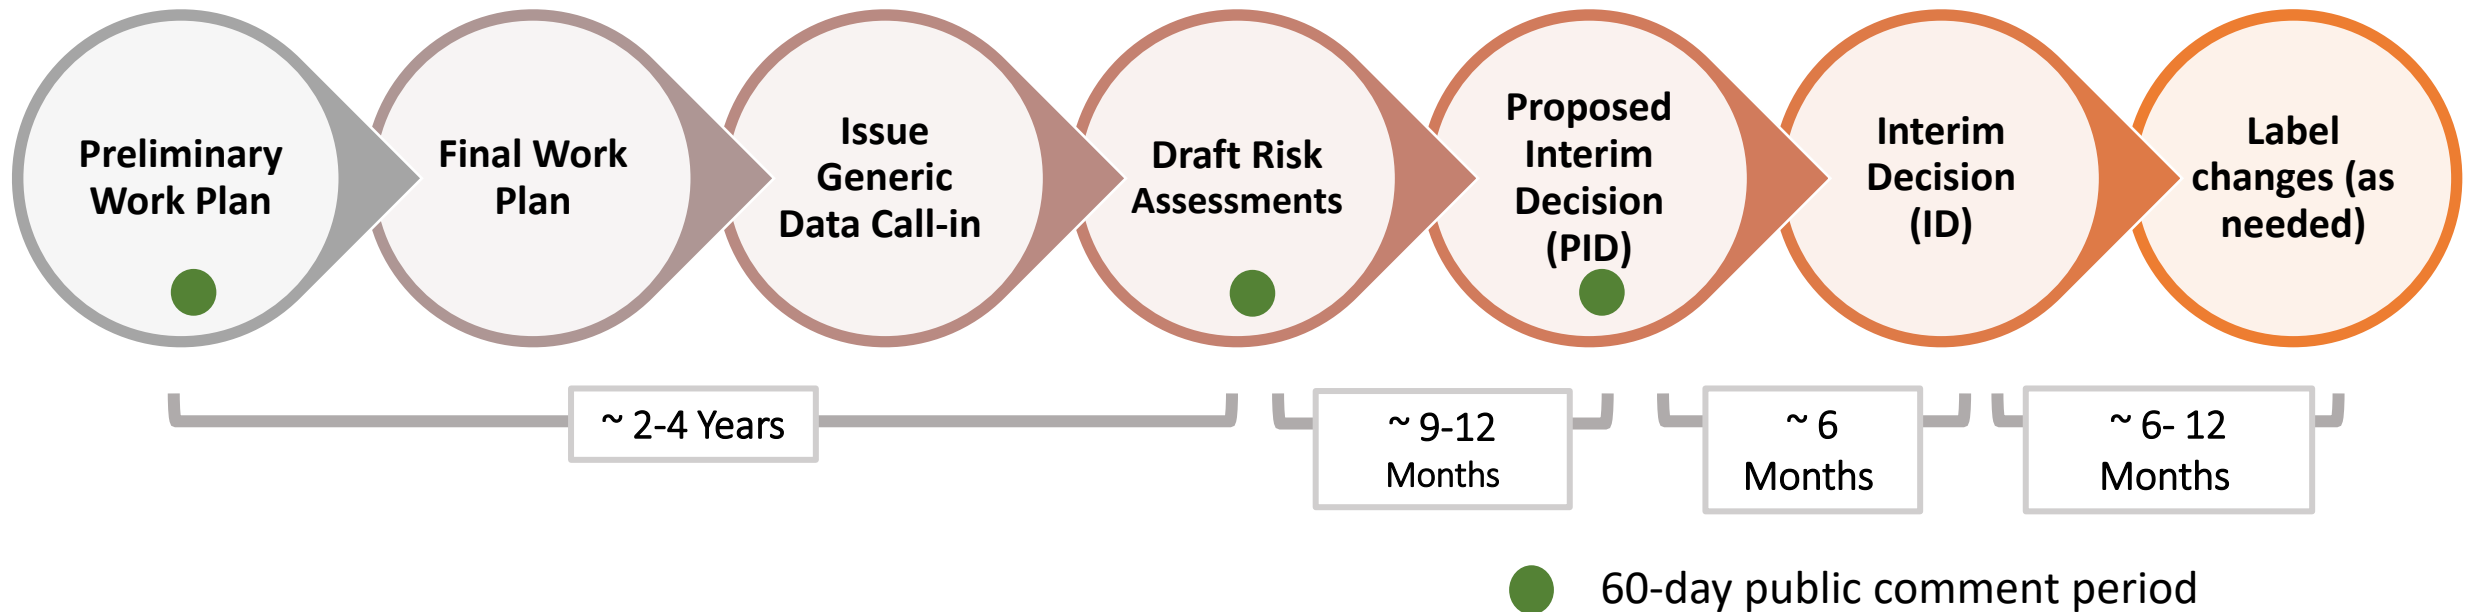 Preliminary
Work Plan
Final Work
Plan
Issue
Generic
Data Call-in
Draft Risk
Assessments
Proposed
Interim
Decision
(PID)
Interim
Decision
(ID)
Label
changes (as
needed)
~ 2-4 Years
~ 9-12
Months
~ 6
Months
~ 6- 12
Months
60-day public comment period